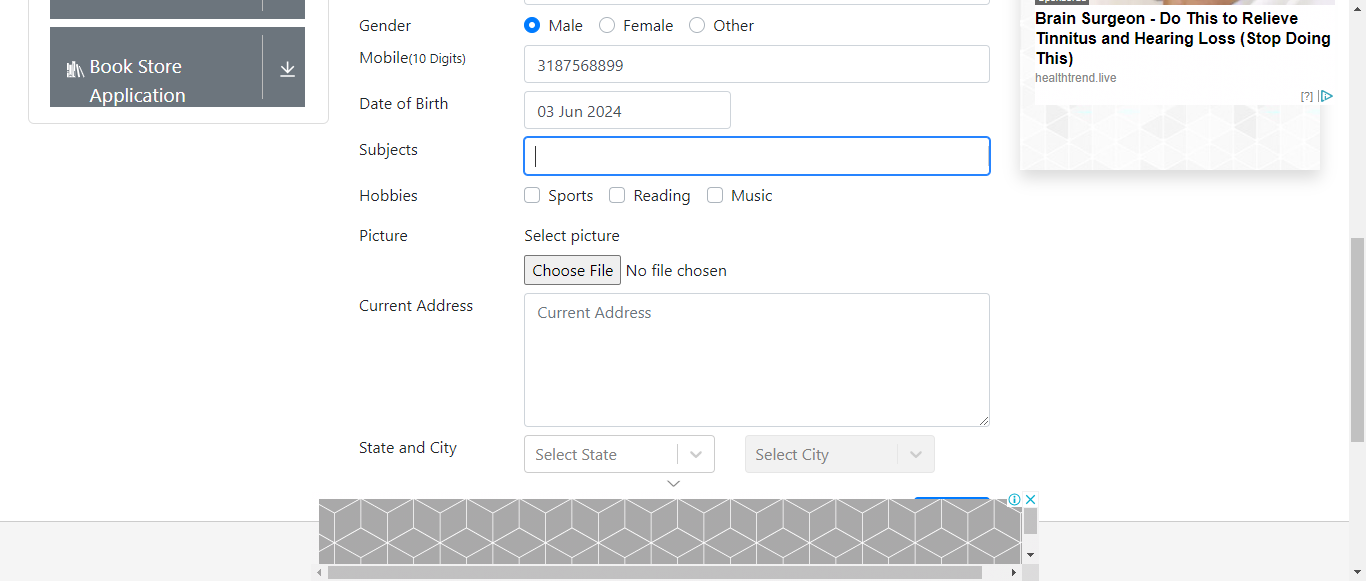 Book Store
Application
Gender
Male
Female
Other
Mobile(10 Digits)
3187568899
Date of Birth
03 Jun 2024
Subjects
Hobbies
Sports
Reading
Music
Picture
Select picture
Choose File No file chosen
Current Address
Current Address
State and City
Select State
Select City
Brain Surgeon - Do This to Relieve
Tinnitus and Hearing Loss (Stop Doing
This)
healthtrend.live
[?]